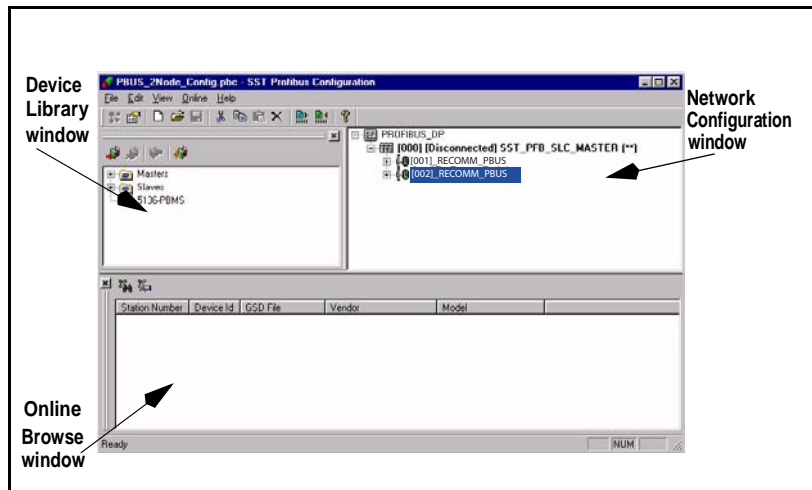 PBUS_2Node_Config.pbc - SST Profibus Configuration
File Edit View Online Help
Device
Library
window
Network
Configuration
window
PROFIBUS_DP
[000] [Disconnected] SST_PFB_SLC_MASTER (**)
[001]_RECOMM_PBUS
[002]_RECOMM_PBUS
Masters
Slaves
5136-PBMS
Station Number Device Id GSD File Vendor Model
Online
Browse
window
Ready NUM